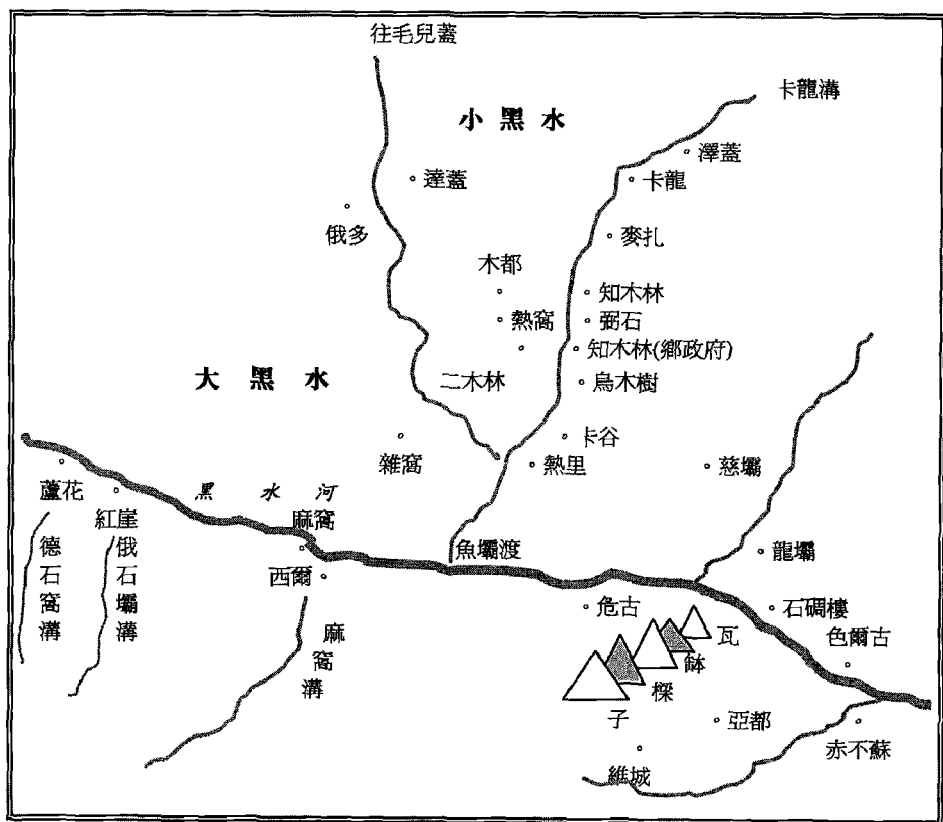 往毛兒蓋
卡龍溝
小黑水
澤蓋
達蓋
卡龍
俄多
麥扎
木都
知木林
熱窩
弼石
知木林(鄉政府)
大黑水
二木林
烏木樹
卡谷
雜窩
熱里
慈壩
蘆花
黑水河
紅崖
麻窩
魚壩渡
龍壩
德石窩溝
俄石壩溝
西爾
危古
石碉樓
麻窩溝
瓦
色爾古
缽
樑
子
亞都
赤不蘇
維城